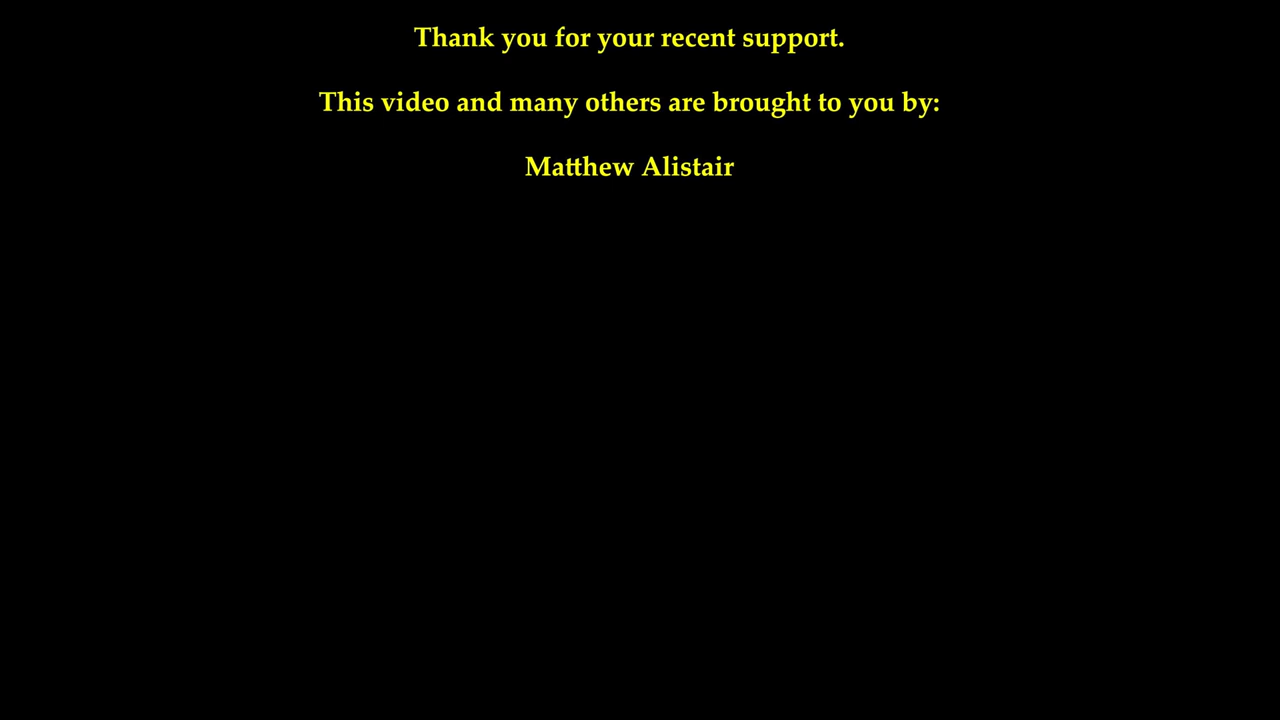 Thank you for your recent support.
This video and many others are brought to you by:
Matthew Alistair